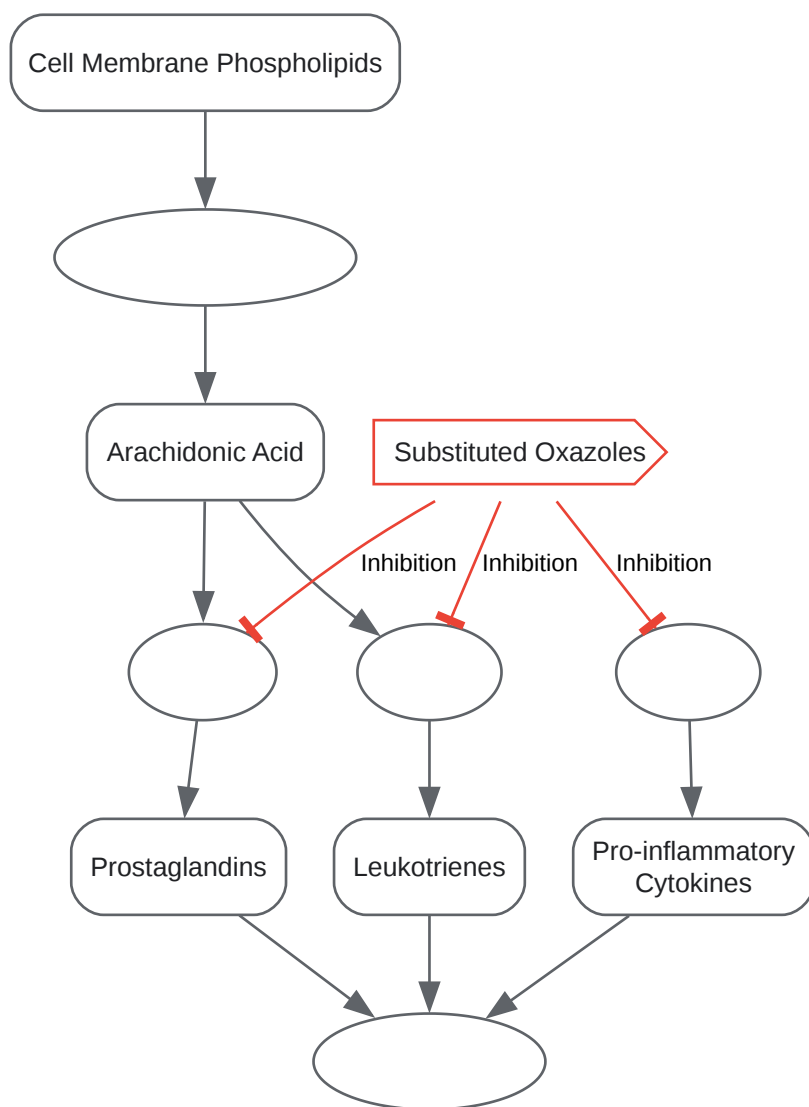 Cell Membrane Phospholipids
Arachidonic Acid
Substituted Oxazoles
Inhibition
Inhibition
Inhibition
Prostaglandins
Leukotrienes
Pro-inflammatory
Cytokines